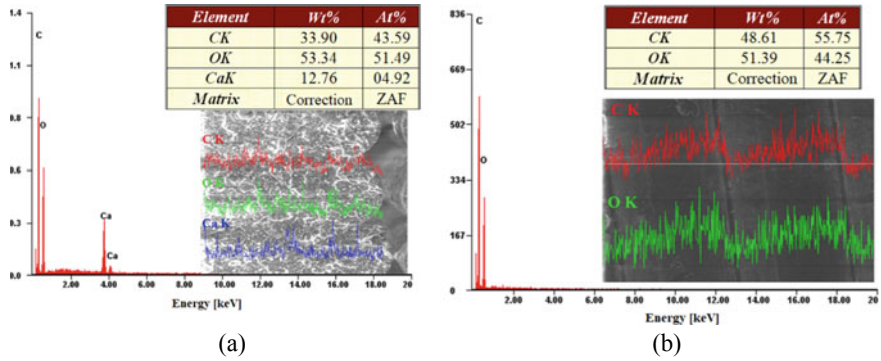 1.4
1.1
0.8
0.6
0.3
0.0
C
O
Ca
Ca
2.00 4.00 6.00 8.00 10.00 12.00 14.00 16.00 18.00 20
Energy [keV]
Element Wt% At%
CK 33.90 43.59
OK 53.34 51.49
CaK 12.76 04.92
Matrix Correction ZAF
C K
O K
Ca K
(a)
836
669
502
334
167
0
C
O
2.00 4.00 6.00 8.00 10.00 12.00 14.00 16.00 18.00 20
Energy [keV]
Element Wt% At%
CK 48.61 55.75
OK 51.39 44.25
Matrix Correction ZAF
C K
O K
(b)